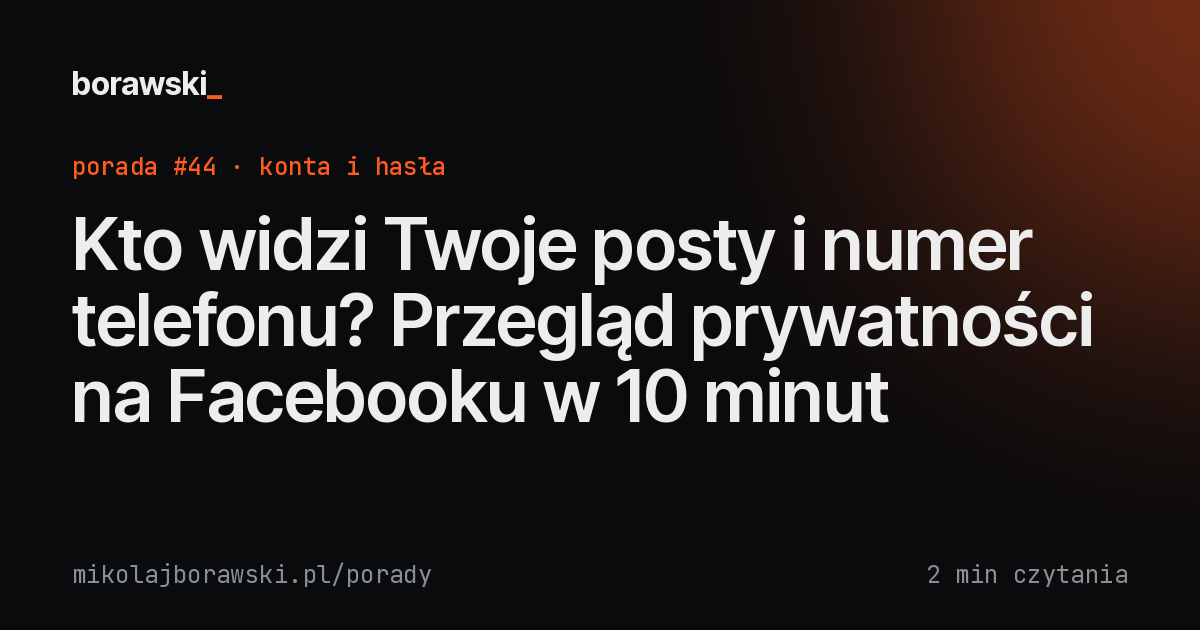 borawski_
porada #44 · konta i hasła
Kto widzi Twoje posty i numer
telefonu? Przegląd prywatności
na Facebooku w 10 minut
mikolajborawski.pl/porady
2 min czytania